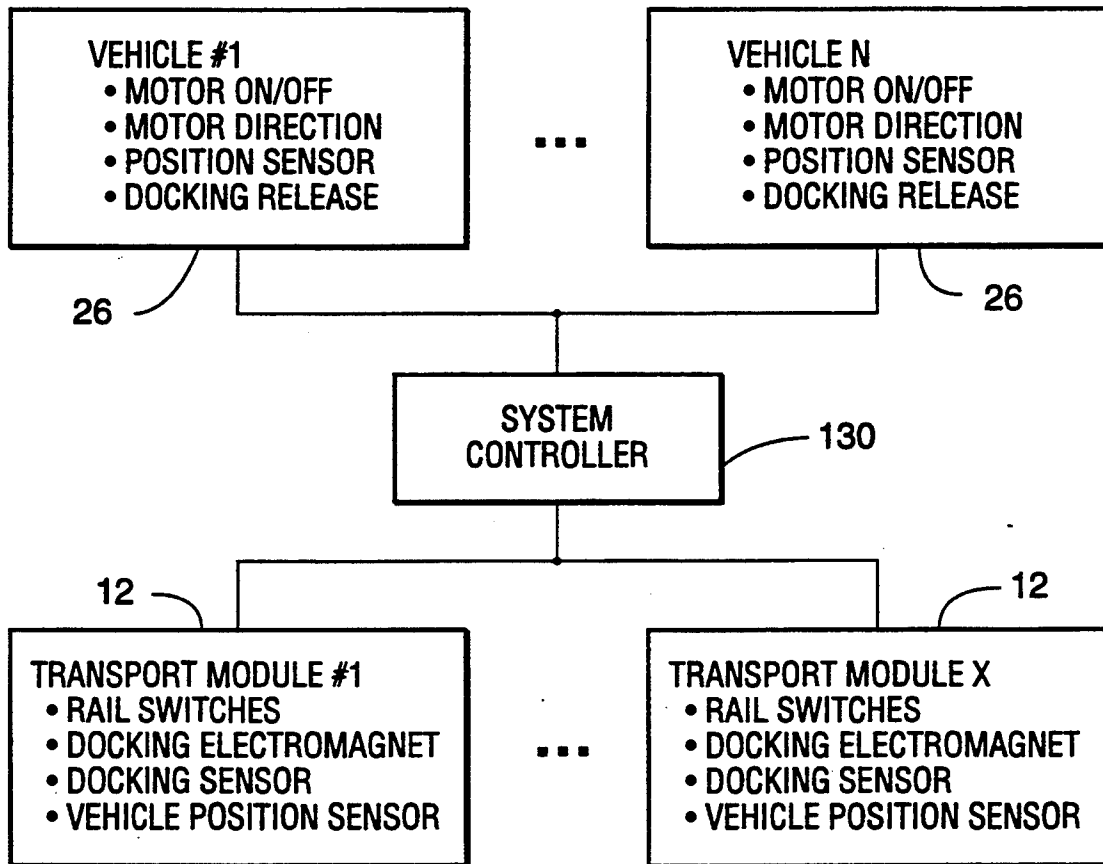 VEHICLE #1
• MOTOR ON/OFF
• MOTOR DIRECTION
• POSITION SENSOR
• DOCKING RELEASE
...
VEHICLE N
• MOTOR ON/OFF
• MOTOR DIRECTION
• POSITION SENSOR
• DOCKING RELEASE
26
26
SYSTEM
CONTROLLER
130
12
12
TRANSPORT MODULE #1
• RAIL SWITCHES
• DOCKING ELECTROMAGNET
• DOCKING SENSOR
• VEHICLE POSITION SENSOR
...
TRANSPORT MODULE X
• RAIL SWITCHES
• DOCKING ELECTROMAGNET
• DOCKING SENSOR
• VEHICLE POSITION SENSOR